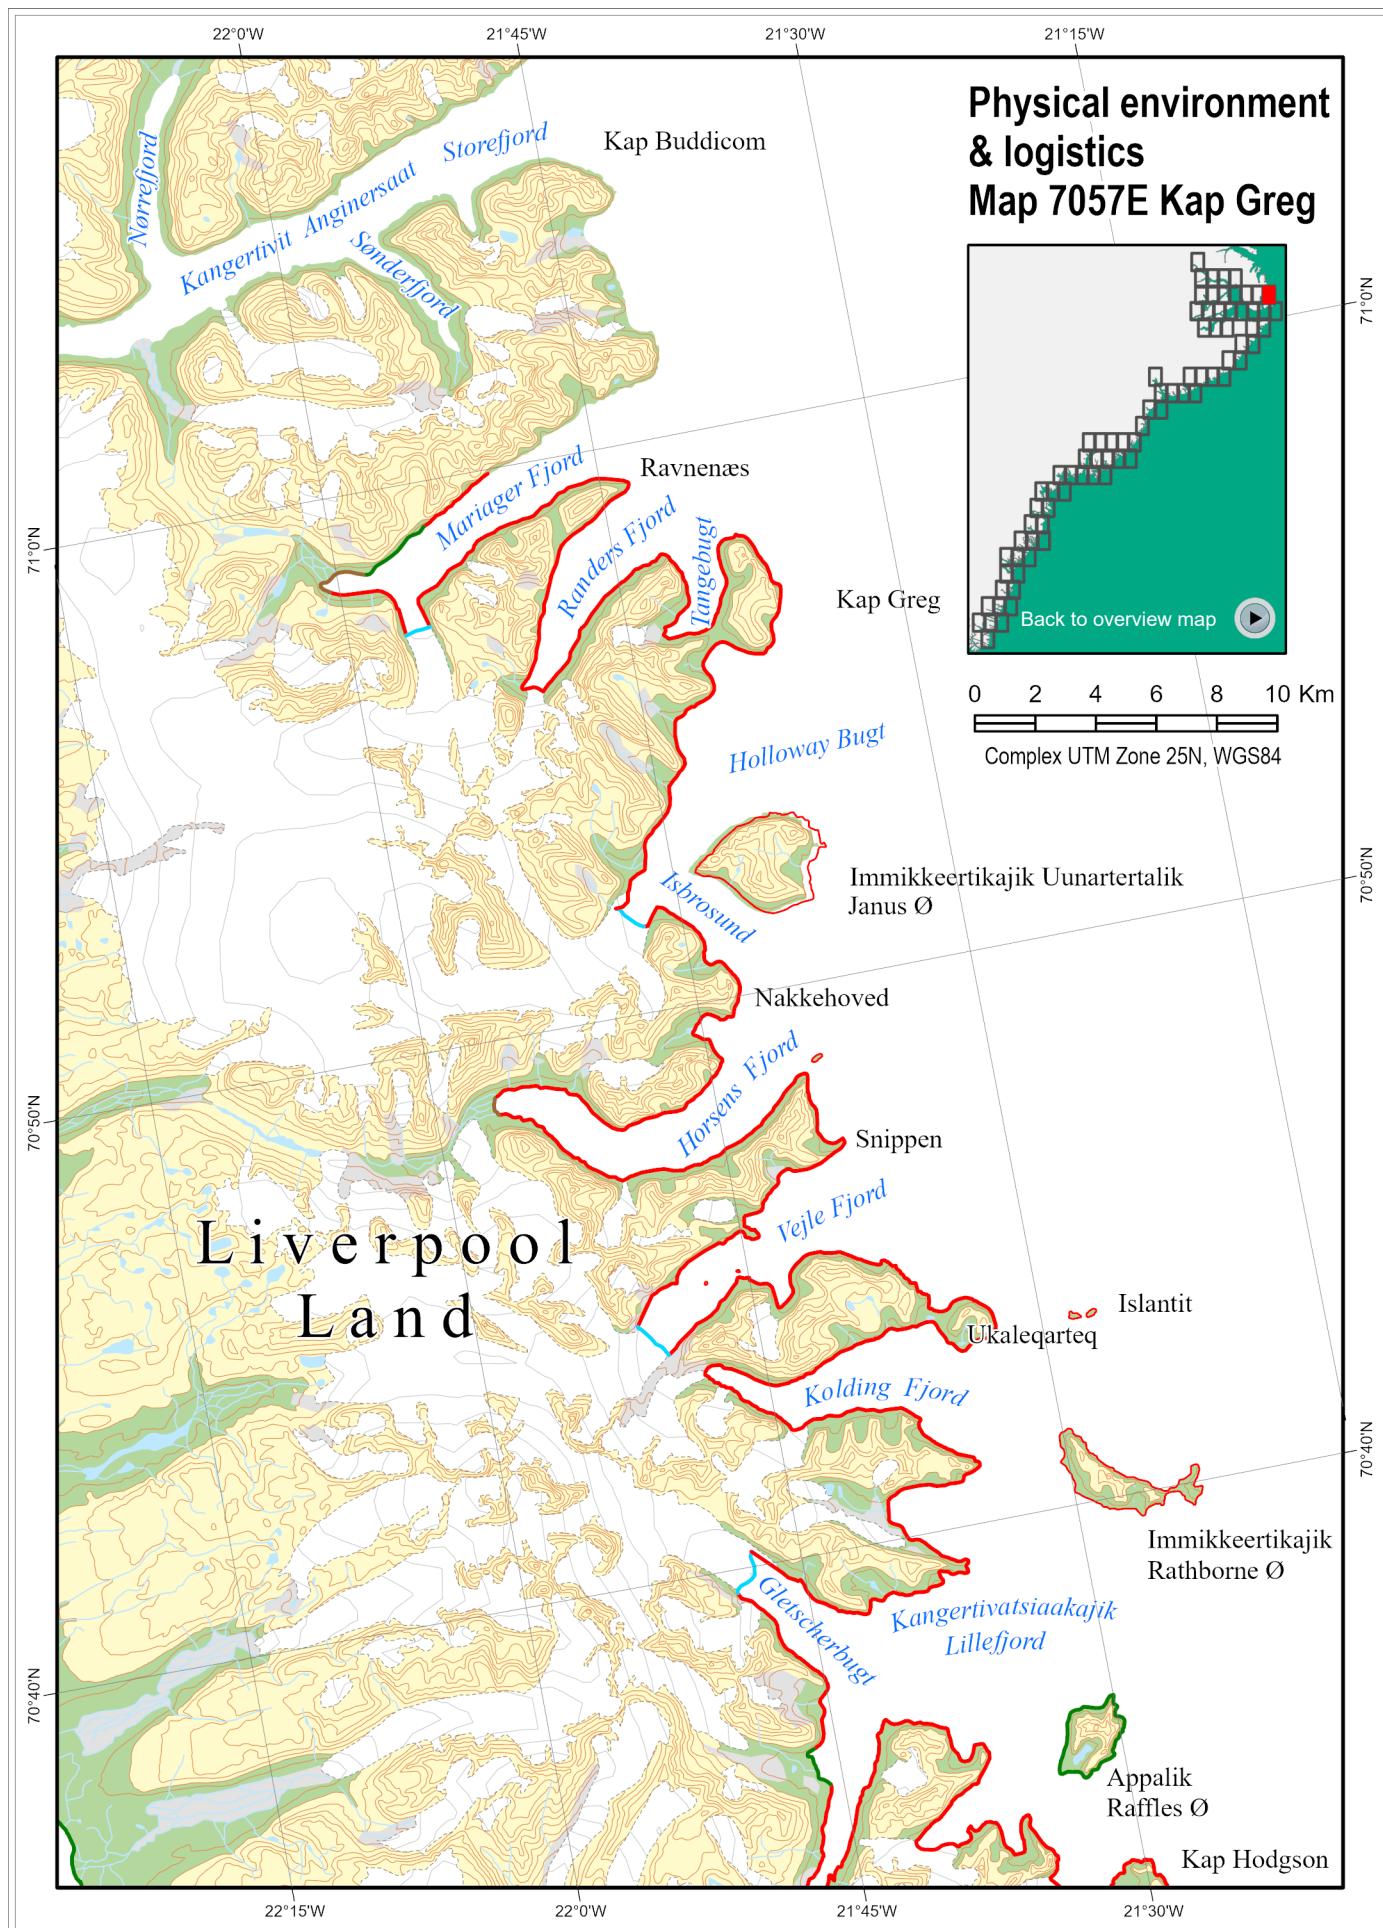 22°0'W
21°45'W
21°30'W
21°15'W
Physical environment
& logistics
Map 7057E Kap Greg
Kap Buddicom
Nørrefjord
Kangertivit Anginersaat Storefjord
Sønderfjord
71°0'N
Back to overview map
0 2 4 6 8 10 Km
Complex UTM Zone 25N, WGS84
Ravnenæs
Mariager Fjord
Randers Fjord
Tangebugt
71°0'N
Kap Greg
Holloway Bugt
Immikkeertikajik Uunartertalik
Janus Ø
70°50'N
Isbrosund
Nakkehoved
Horsens Fjord
70°50'N
Snippen
Vejle Fjord
Liverpool
Land
Islantit
Ukaleqarteq
Kolding Fjord
70°40'N
Immikkeertikajik
Rathborne Ø
Gletscherbugt
Kangertivatsiaakajik
Lillefjord
70°40'N
Appalik
Raffles Ø
Kap Hodgson
22°15'W
22°0'W
21°45'W
21°30'W